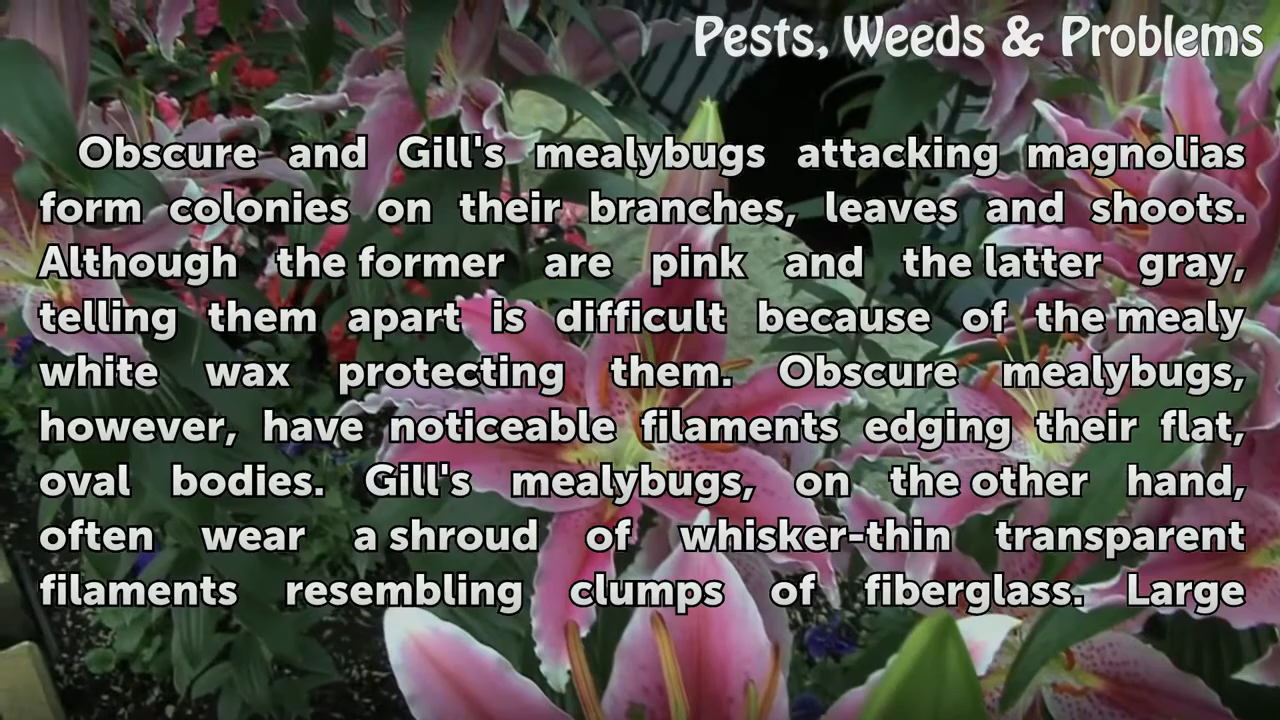 Pests, Weeds & Problems
Obscure and Gill's mealybugs attacking magnolias
form colonies on their branches, leaves and shoots.
Although the former are pink and the latter gray,
telling them apart is difficult because of the mealy
white wax protecting them. Obscure mealybugs,
however, have noticeable filaments edging their flat,
oval bodies. Gill's mealybugs, on the other hand,
often wear a shroud of whisker-thin transparent
filaments resembling clumps of fiberglass. Large